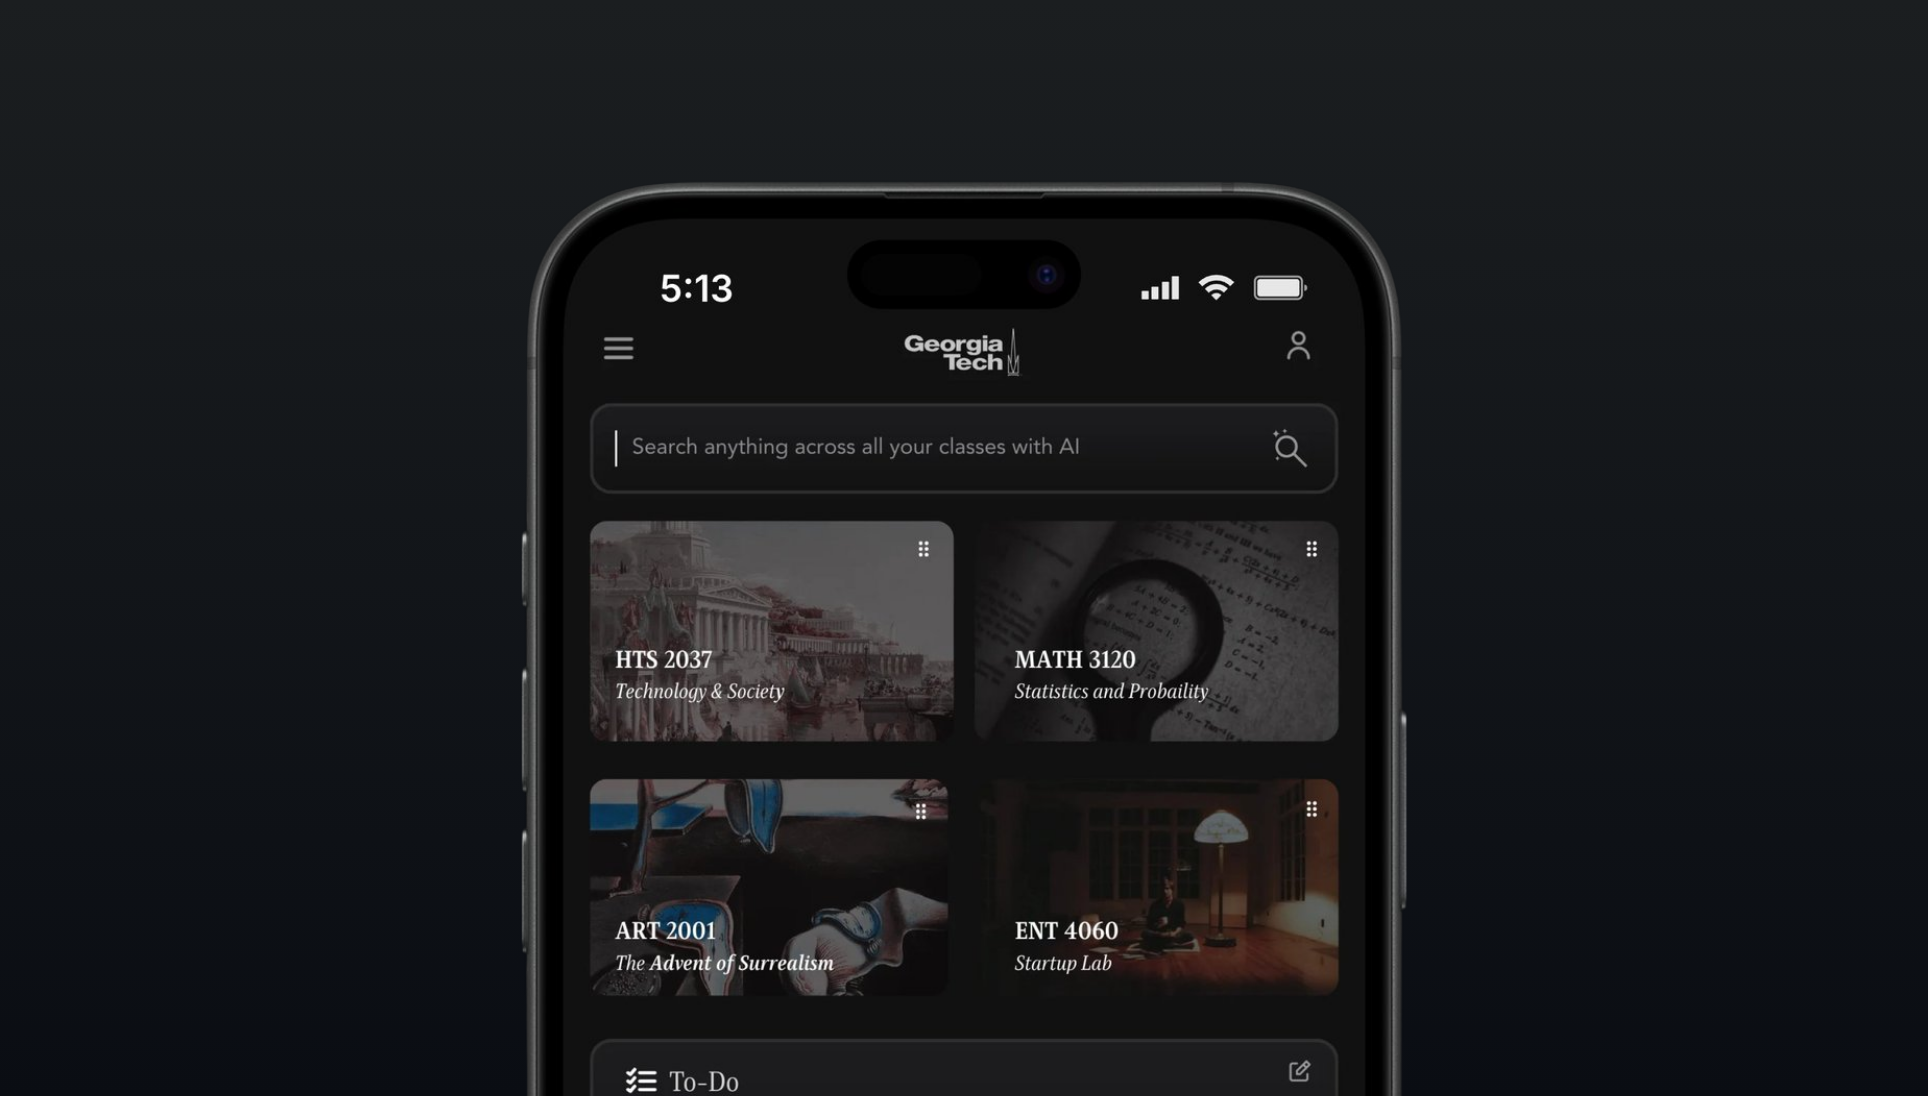 5:13
Georgia
Tech
Search anything across all your classes with AI
HTS 2037
Technology & Society
MATH 3120
Statistics and Probaility
ART 2001
The Advent of Surrealism
ENT 4060
Startup Lab
To-Do